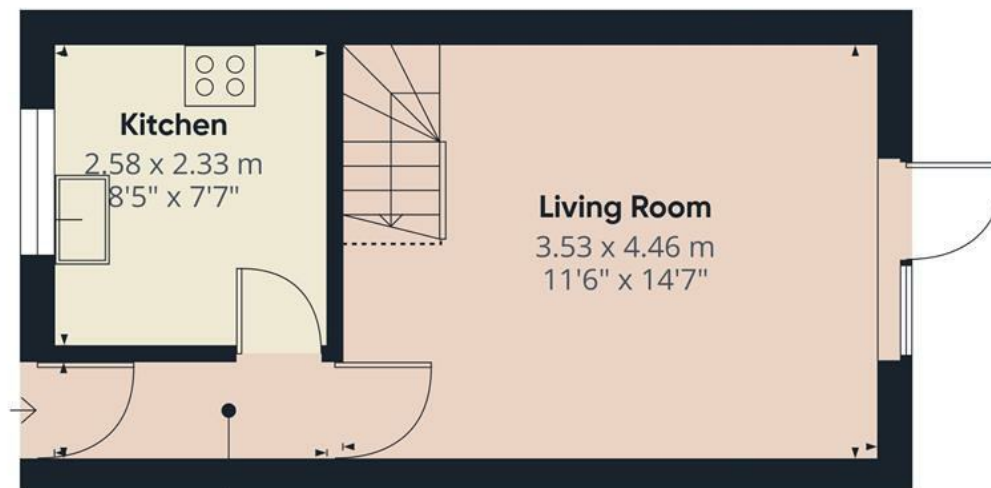 Kitchen
2.58 x 2.33 m
8'5" x 7'7"
Living Room
3.53 x 4.46 m
11'6" x 14'7"